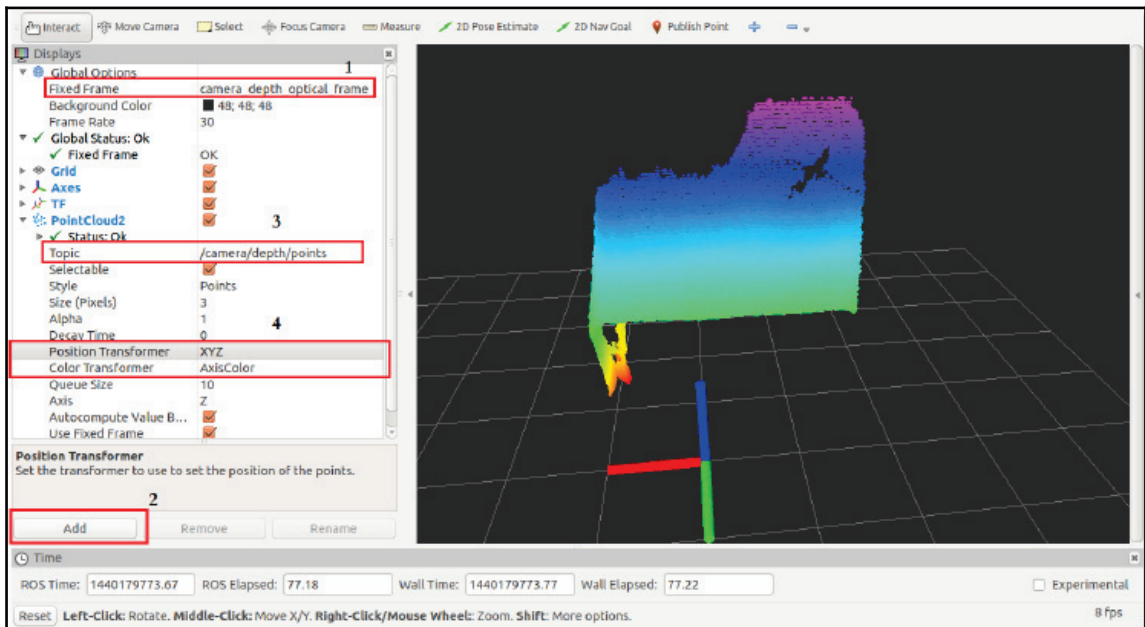 Interact Move Camera Select Focus Camera Measure 2D Pose Estimate 2D Nav Goal Publish Point
Displays
1
Global Options
Fixed Frame camera_depth_optical_frame
Background Color 48; 48; 48
Frame Rate 30
Global Status: Ok
Fixed Frame OK
Grid
Axes
TF
PointCloud2
3
Status: Ok
Topic /camera/depth/points
Selectable
Style Points
Size (Pixels) 3
Alpha 1
4
Decay Time 0
Position Transformer XYZ
Color Transformer AxisColor
Queue Size 10
Axis Z
Autocompute Value B...
Use Fixed Frame
Position Transformer
Set the transformer to use to set the position of the points.
2
Add Remove Rename
Time
ROS Time: 1440179773.67 ROS Elapsed: 77.18 Wall Time: 1440179773.77 Wall Elapsed: 77.22 Experimental
Reset Left-Click: Rotate. Middle-Click: Move X/Y. Right-Click/Mouse Wheel:: Zoom. Shift: More options. 8 fps